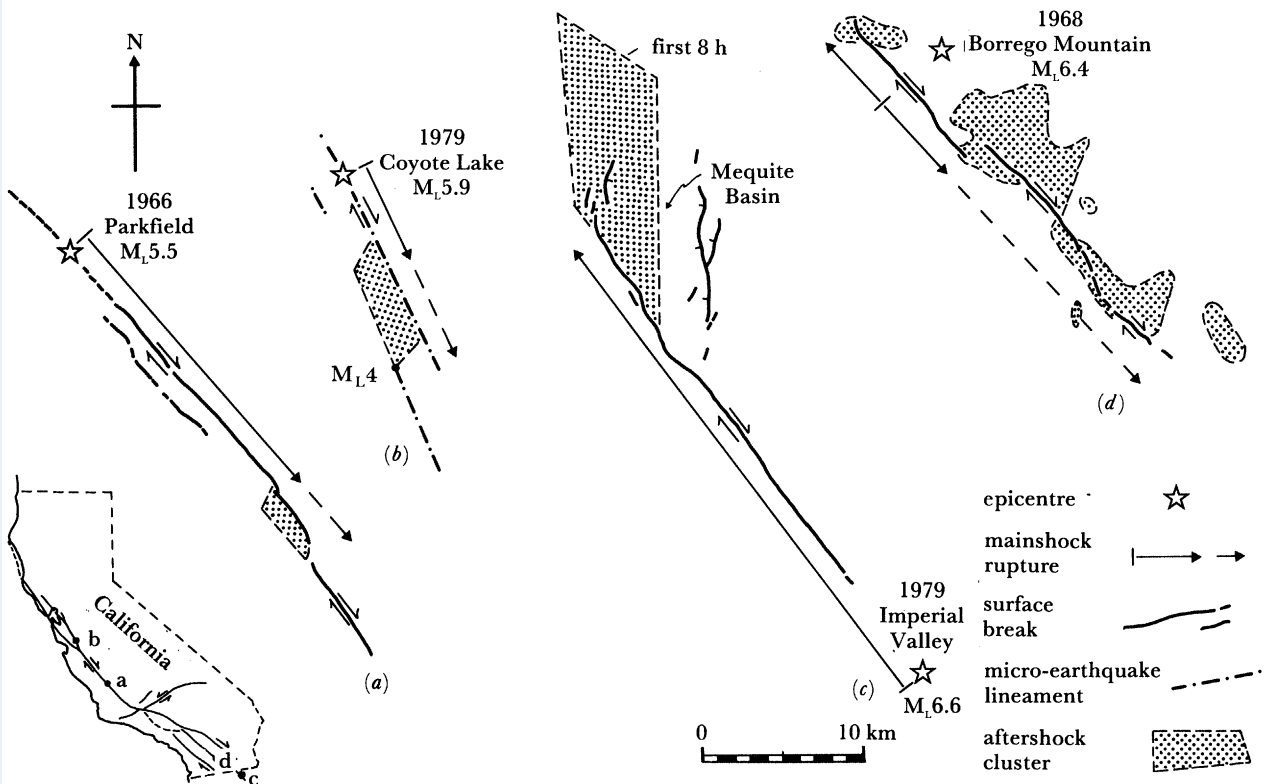 N
1966
Parkfield
ML5.5
(a)
1979
Coyote Lake
ML5.9
ML4
(b)
first 8 h
Mequite
Basin
1979
Imperial
Valley
ML6.6
(c)
1968
Borrego Mountain
ML6.4
(d)
California
b
a
d
c
0 10 km
epicentre
mainshock
rupture
surface
break
micro-earthquake
lineament
aftershock
cluster